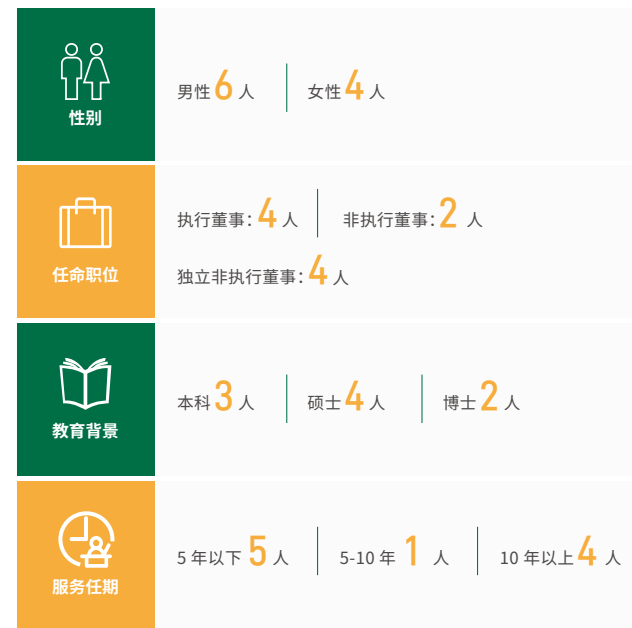 性别
男性 6 人 女性 4 人
任命职位
执行董事：4 人 非执行董事：2 人
独立非执行董事：4 人
教育背景
本科 3 人 硕士 4 人 博士 2 人
服务任期
5 年以下 5 人 5-10 年 1 人 10 年以上 4 人